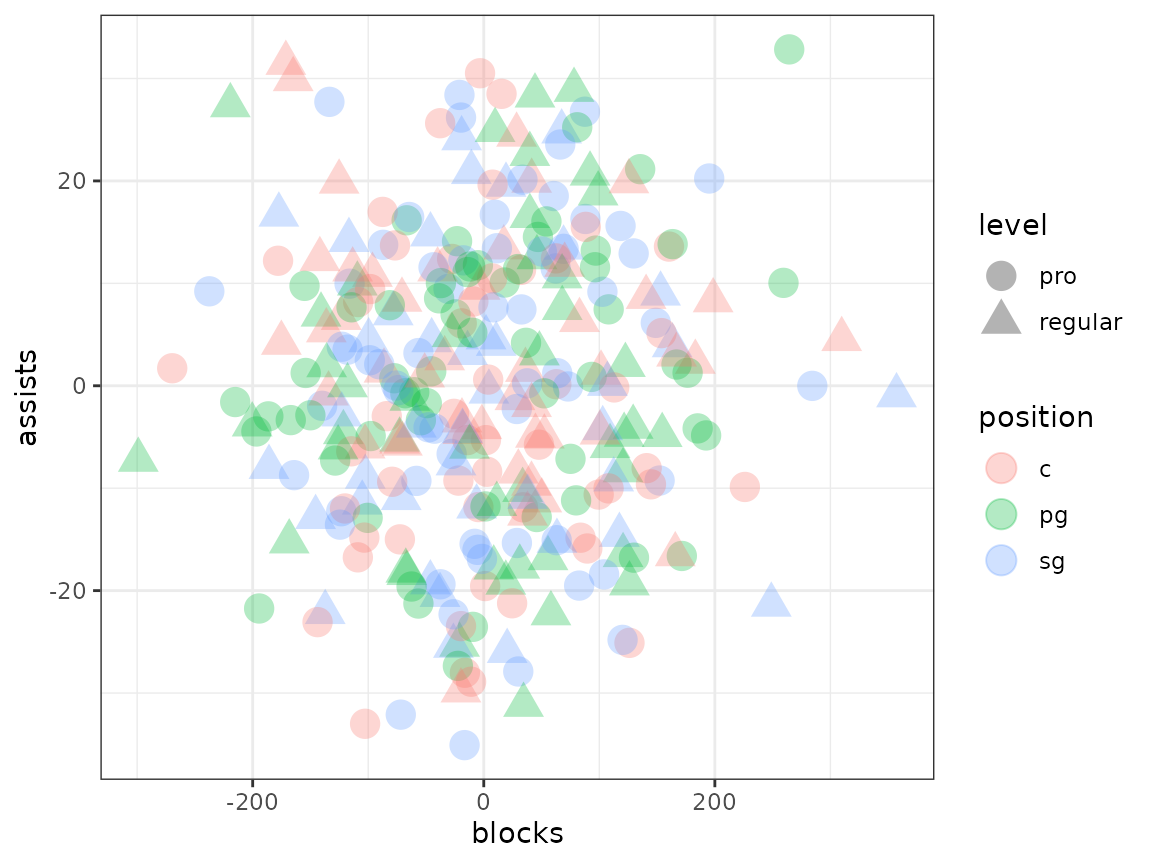 20
0
-20
assists
-200
0
200
blocks
level
pro
regular
position
c
pg
sg